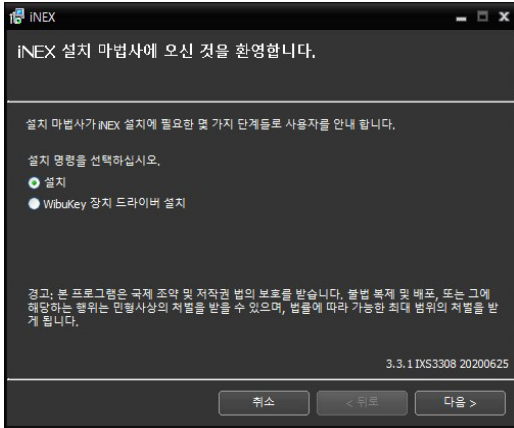 iNEX
iNEX 설치 마법사에 오신 것을 환영합니다.
설치 마법사가 iNEX 설치에 필요한 몇 가지 단계들로 사용자를 안내 합니다.
설치 명령을 선택하십시오.
설치
WibuKey 장치 드라이버 설치
경고: 본 프로그램은 국제 조약 및 저작권 법의 보호를 받습니다. 불법 복제 및 배포, 또는 그에
해당하는 행위는 민형사상의 처벌을 받을 수 있으며, 법률에 따라 가능한 최대 범위의 처벌을 받
게 됩니다.
3.3.1 IXS3308 20200625
취소
< 뒤로
다음 >